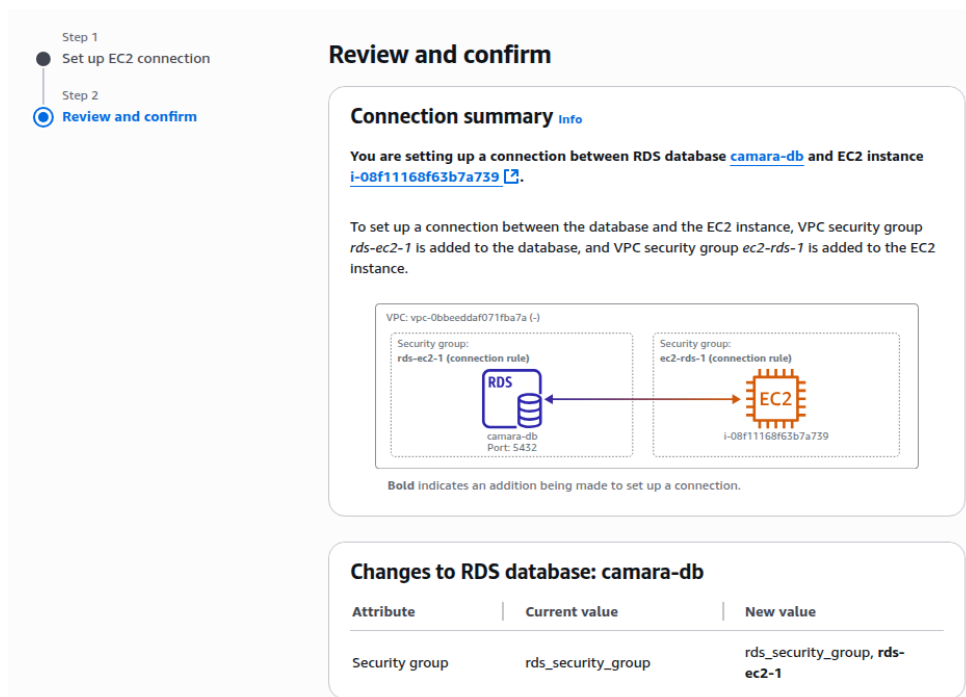 Step 1
Set up EC2 connection
Step 2
Review and confirm
Review and confirm
Connection summary Info
You are setting up a connection between RDS database camara-db and EC2 instance
i-08f11168f63b7a739.
To set up a connection between the database and the EC2 instance, VPC security group
rds-ec2-1 is added to the database, and VPC security group ec2-rds-1 is added to the EC2
instance.
VPC: vpc-0bbeeddaf071fba7a (-)
Security group:
rds-ec2-1 (connection rule)
RDS
camara-db
Port: 5432
Security group:
ec2-rds-1 (connection rule)
EC2
i-08f11168f63b7a739
Bold indicates an addition being made to set up a connection.
Changes to RDS database: camara-db
Attribute Current value New value
Security group rds_security_group rds_security_group, rds-
ec2-1